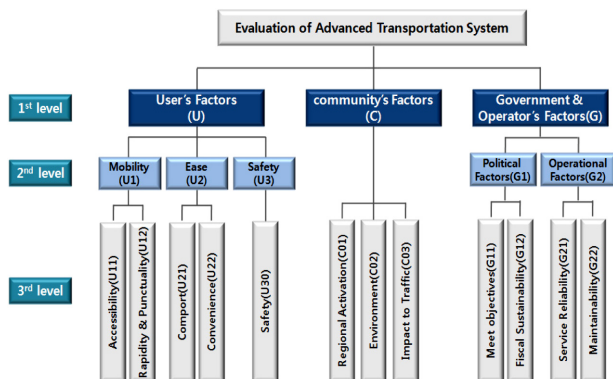 Evaluation of Advanced Transportation System
1st level
User's Factors
(U)
community's Factors
(C)
Government &
Operator's Factors(G)
2nd level
Mobility
(U1)
Ease
(U2)
Safety
(U3)
Political
Factors(G1)
Operational
Factors(G2)
3rd level
Accessibility(U11)
Rapidity & Punctuality(U12)
Comport(U21)
Convenience(U22)
Safety(U30)
Regional Activation(C01)
Environment(C02)
Impact to Traffic(C03)
Meet objectives(G11)
Fiscal Sustainability(G12)
Service Reliability(G21)
Maintainability(G22)